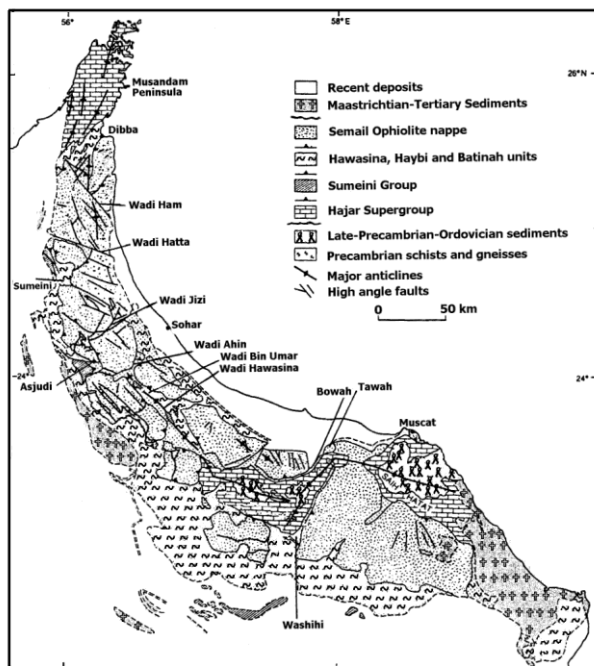 56°
58°E
26°N
Musandam
Peninsula
Dibba
Recent deposits
Maastrichtian-Tertiary Sediments
Semail Ophiolite nappe
Hawasina, Haybi and Batinah units
Sumeini Group
Hajar Supergroup
Late-Precambrian-Ordovician sediments
Precambrian schists and gneisses
Major anticlines
High angle faults
0 50 km
Wadi Ham
Wadi Hatta
Sumeini
Wadi Jizi
Sohar
Wadi Ahin
Wadi Bin Umar
Wadi Hawasina
24°
24°
Asjudi
Bowah
Tawah
Muscat
Washihi